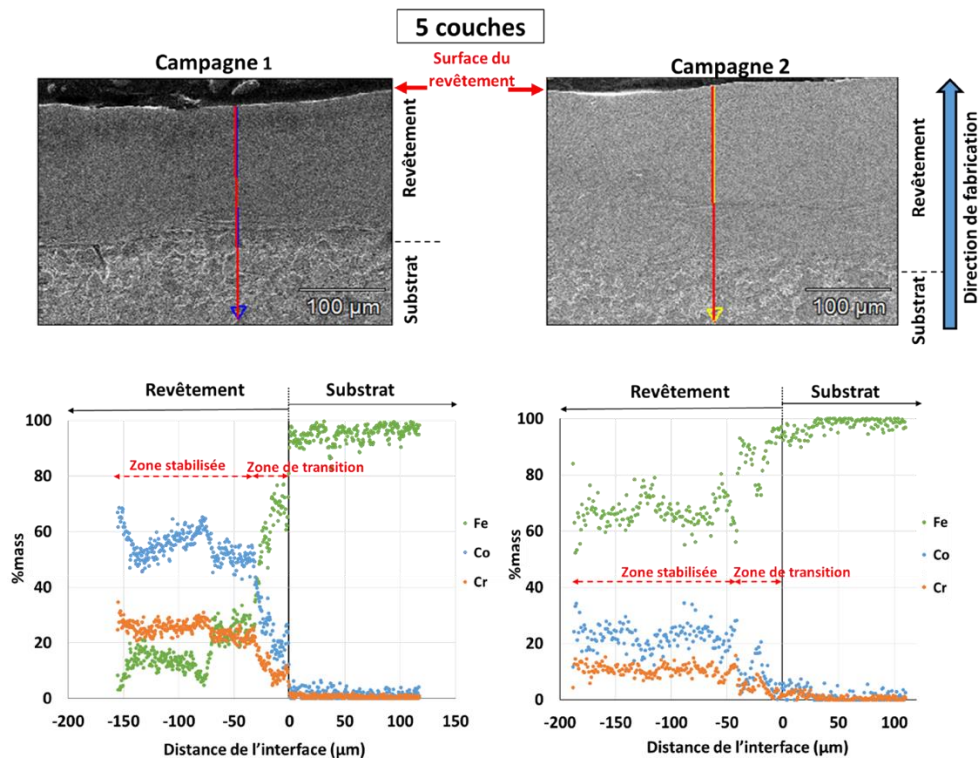 5 couches
Campagne 1
Surface du
revêtement
Campagne 2
Revêtement
Substrat
100 µm
Revêtement
Substrat
100 µm
Direction de fabrication
Revêtement
Substrat
Zone stabilisée
Zone de transition
100
80
60
40
20
0
%mass
-200
-150
-100
-50
0
50
100
150
Distance de l'interface (µm)
Fe
Co
Cr
Revêtement
Substrat
Zone stabilisée
Zone de transition
100
80
60
40
20
0
%mass
-200
-150
-100
-50
0
50
100
Distance de l'interface (µm)
Fe
Co
Cr